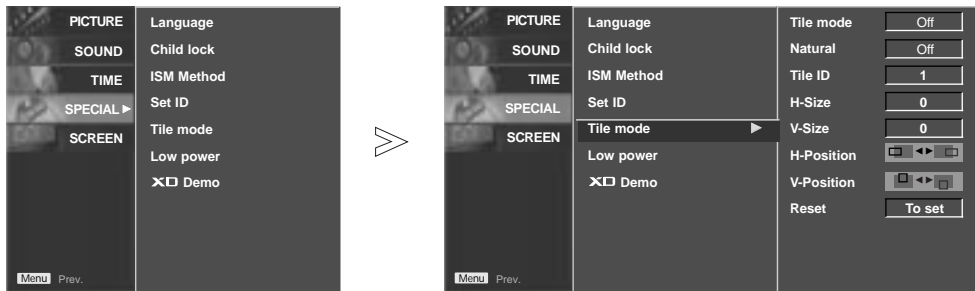 PICTURE
SOUND
TIME
SPECIAL
SCREEN
Language
Child lock
ISM Method
Set ID
Tile mode
Low power
XD Demo
Menu Prev.
PICTURE
SOUND
TIME
SPECIAL
SCREEN
Language
Child lock
ISM Method
Set ID
Tile mode
Low power
XD Demo
Menu Prev.
Tile mode Off
Natural Off
Tile ID 1
H-Size 0
V-Size 0
H-Position
V-Position
Reset To set